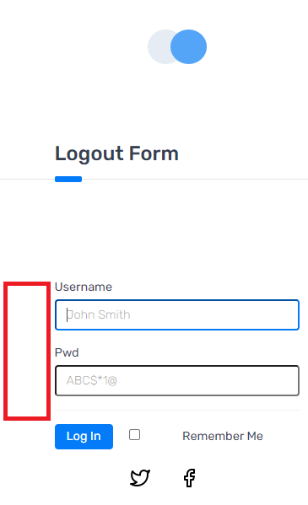 Logout Form
Username
John Smith
Pwd
ABC$*1@
Log In
Remember Me